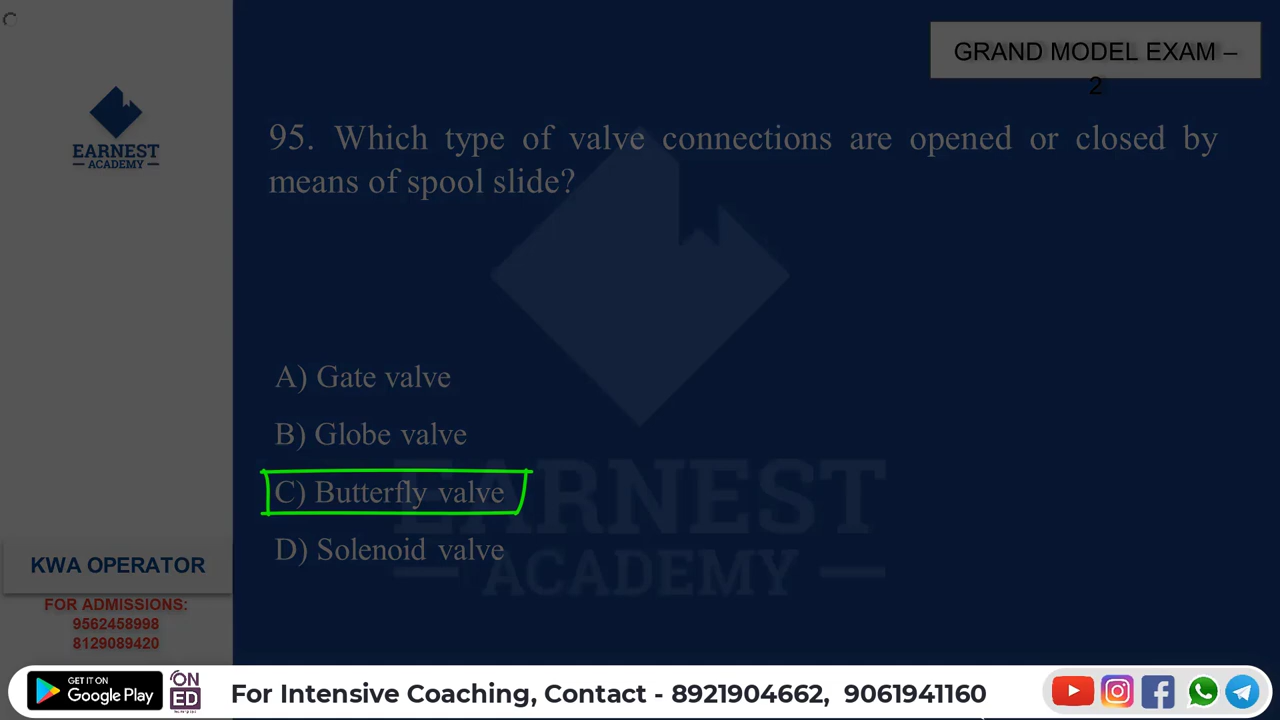 GRAND MODEL EXAM –
2
EARNEST
ACADEMY
95. Which type of valve connections are opened or closed by
means of spool slide?
A) Gate valve
B) Globe valve
C) Butterfly valve
D) Solenoid valve
EARNEST
ACADEMY
KWA OPERATOR
FOR ADMISSIONS:
9562458998
8129089420
GET IT ON
Google Play
ON
ED
For Intensive Coaching, Contact - 8921904662, 9061941160